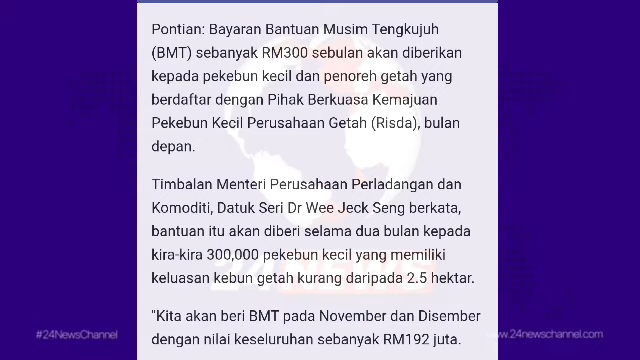 Pontian: Bayaran Bantuan Musim Tengkujuh
(BMT) sebanyak RM300 sebulan akan diberikan
kepada pekebun kecil dan penoreh getah yang
berdaftar dengan Pihak Berkuasa Kemajuan
Pekebun Kecil Perusahaan Getah (Risda), bulan
depan.
Timbalan Menteri Perusahaan Perladangan dan
Komoditi, Datuk Seri Dr Wee Jeck Seng berkata,
bantuan itu akan diberi selama dua bulan kepada
kira-kira 300,000 pekebun kecil yang memiliki
keluasan kebun getah kurang daripada 2.5 hektar.
24 NEWS
"Kita akan beri BMT pada November dan Disember
dengan nilai keseluruhan sebanyak RM192 juta.
#24NewsChannel
www.24newschannel.com